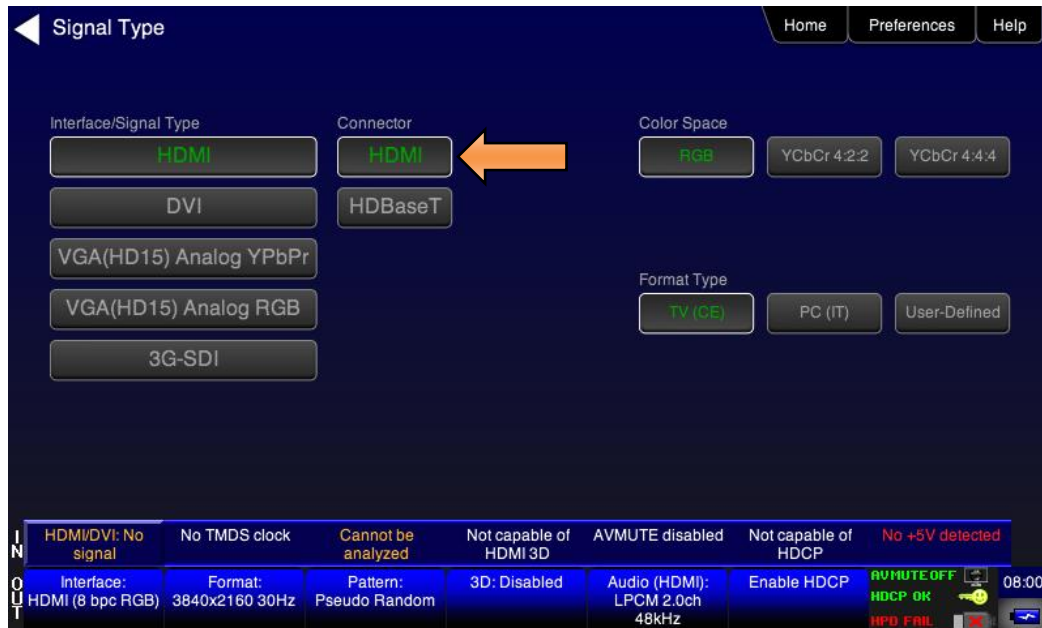 Signal Type
Home
Preferences
Help
Interface/Signal Type
Connector
Color Space
HDMI
HDMI
RGB
YCbCr 4:2:2
YCbCr 4:4:4
DVI
HDBaseT
VGA(HD15) Analog YPbPr
Format Type
VGA(HD15) Analog RGB
TV (CE)
PC (IT)
User-Defined
3G-SDI
IN
HDMI/DVI: No
signal
No TMDS clock
Cannot be
analyzed
Not capable of
HDMI 3D
AVMUTE disabled
Not capable of
HDCP
No +5V detected
OUT
Interface:
HDMI (8 bpc RGB)
Format:
3840x2160 30Hz
Pattern:
Pseudo Random
3D: Disabled
Audio (HDMI):
LPCM 2.0ch
48kHz
Enable HDCP
AVMUTE OFF
HDCP OK
HPD FAIL
08:00